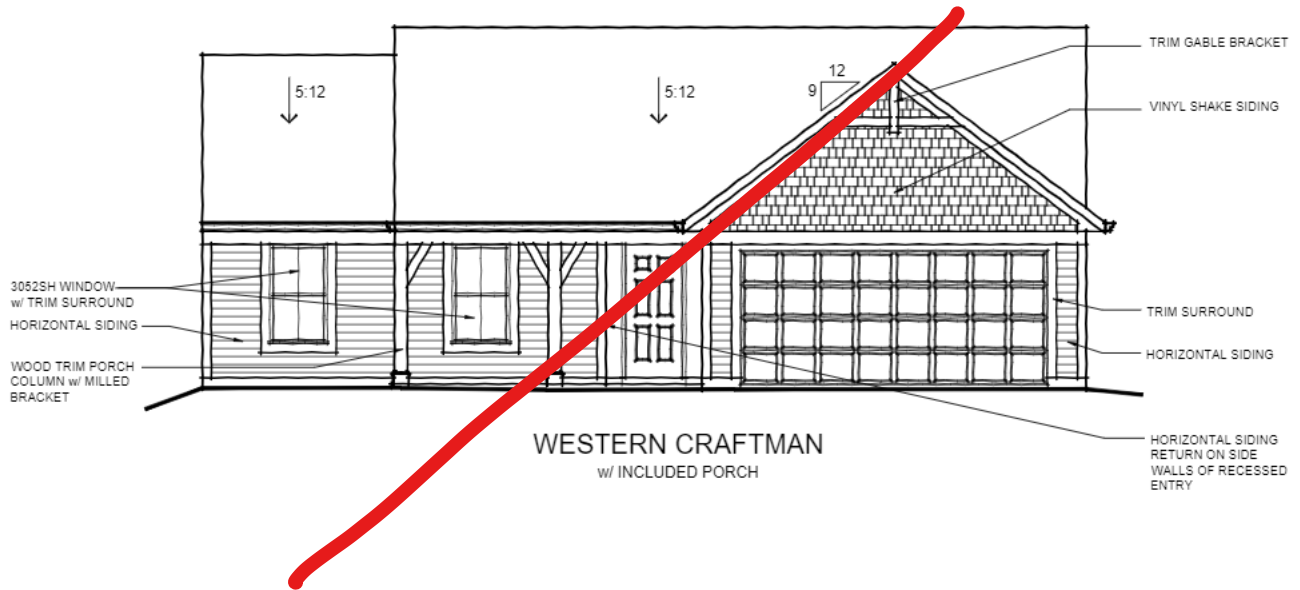 TRIM GABLE BRACKET
12
9
5:12
5:12
VINYL SHAKE SIDING
3052SH WINDOW
w/ TRIM SURROUND
HORIZONTAL SIDING
WOOD TRIM PORCH
COLUMN w/ MILLED
BRACKET
TRIM SURROUND
HORIZONTAL SIDING
HORIZONTAL SIDING
RETURN ON SIDE
WALLS OF RECESSED
ENTRY
WESTERN CRAFTMAN
w/ INCLUDED PORCH